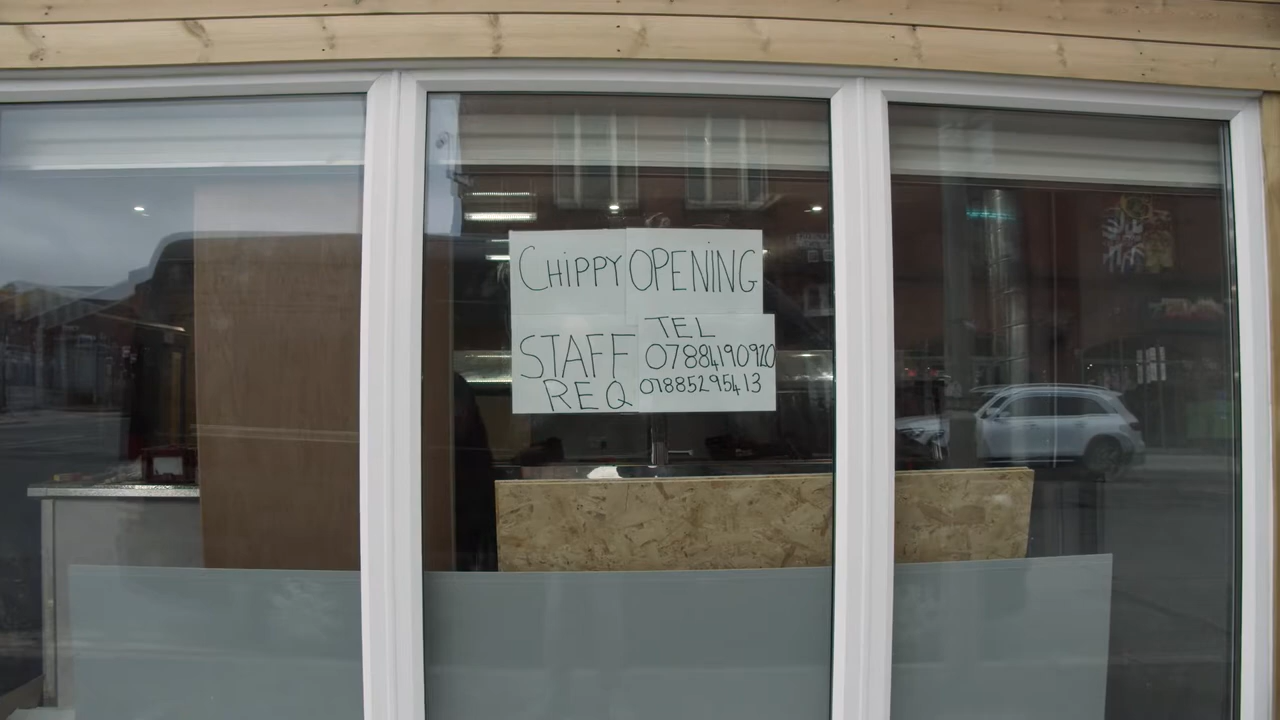 CHiPPY OPENING
STAFF REQ
TEL
07884190920
07885295413